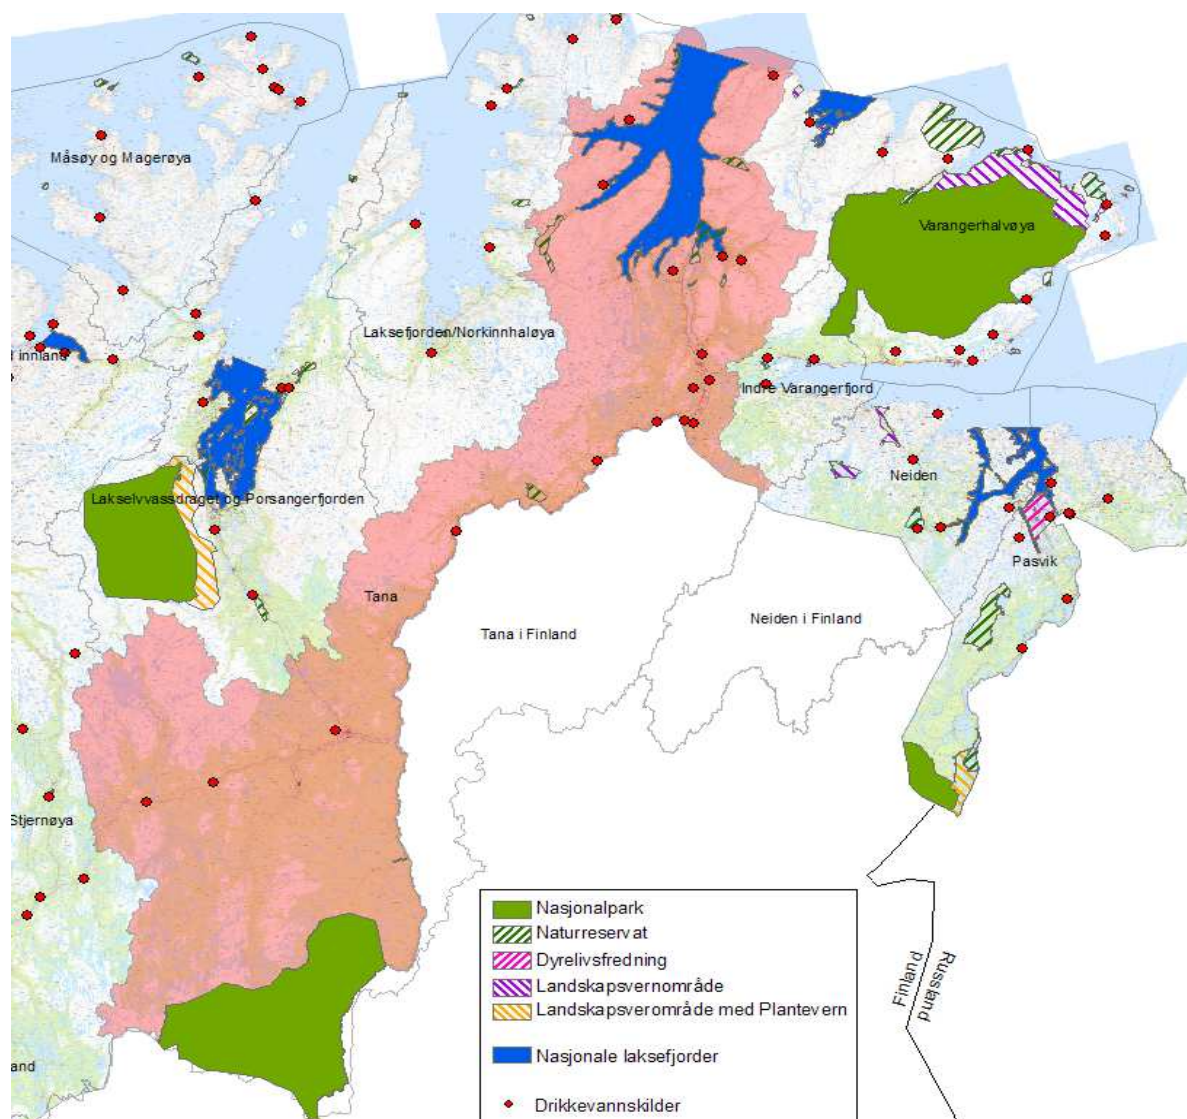 Måsøy og Magerøya
Varangerhalvøya
Laksefjorden/Norkinnhaløya
innland
Indre Varangerfjord
Neiden
Lakselvvassdraget og Porsangerfjorden
Pasvik
Tana
Neiden i Finland
Tana i Finland
Stjernøya
Nasjonalpark
Naturreservat
Dyrelivsfredning
Landskapsvernområde
Landskapsverområde med Plantevern
Nasjonale laksefjorder
Drikkevannskilder
Finland
Russland
and